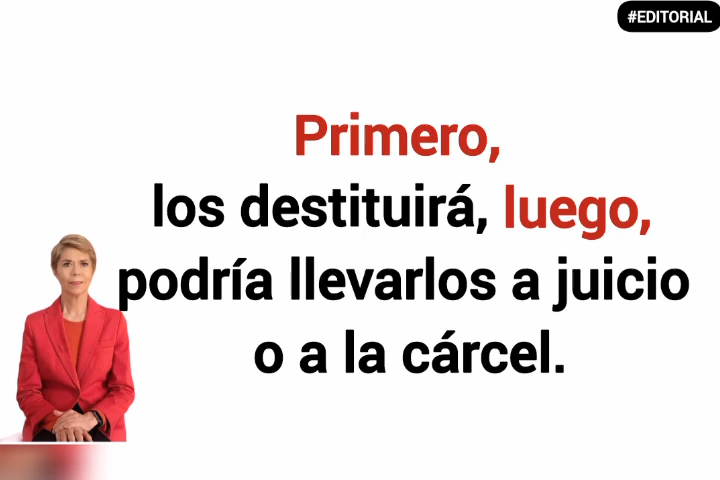 #EDITORIAL
Primero,
los destituirá, luego,
podría llevarlos a juicio
o a la cárcel.